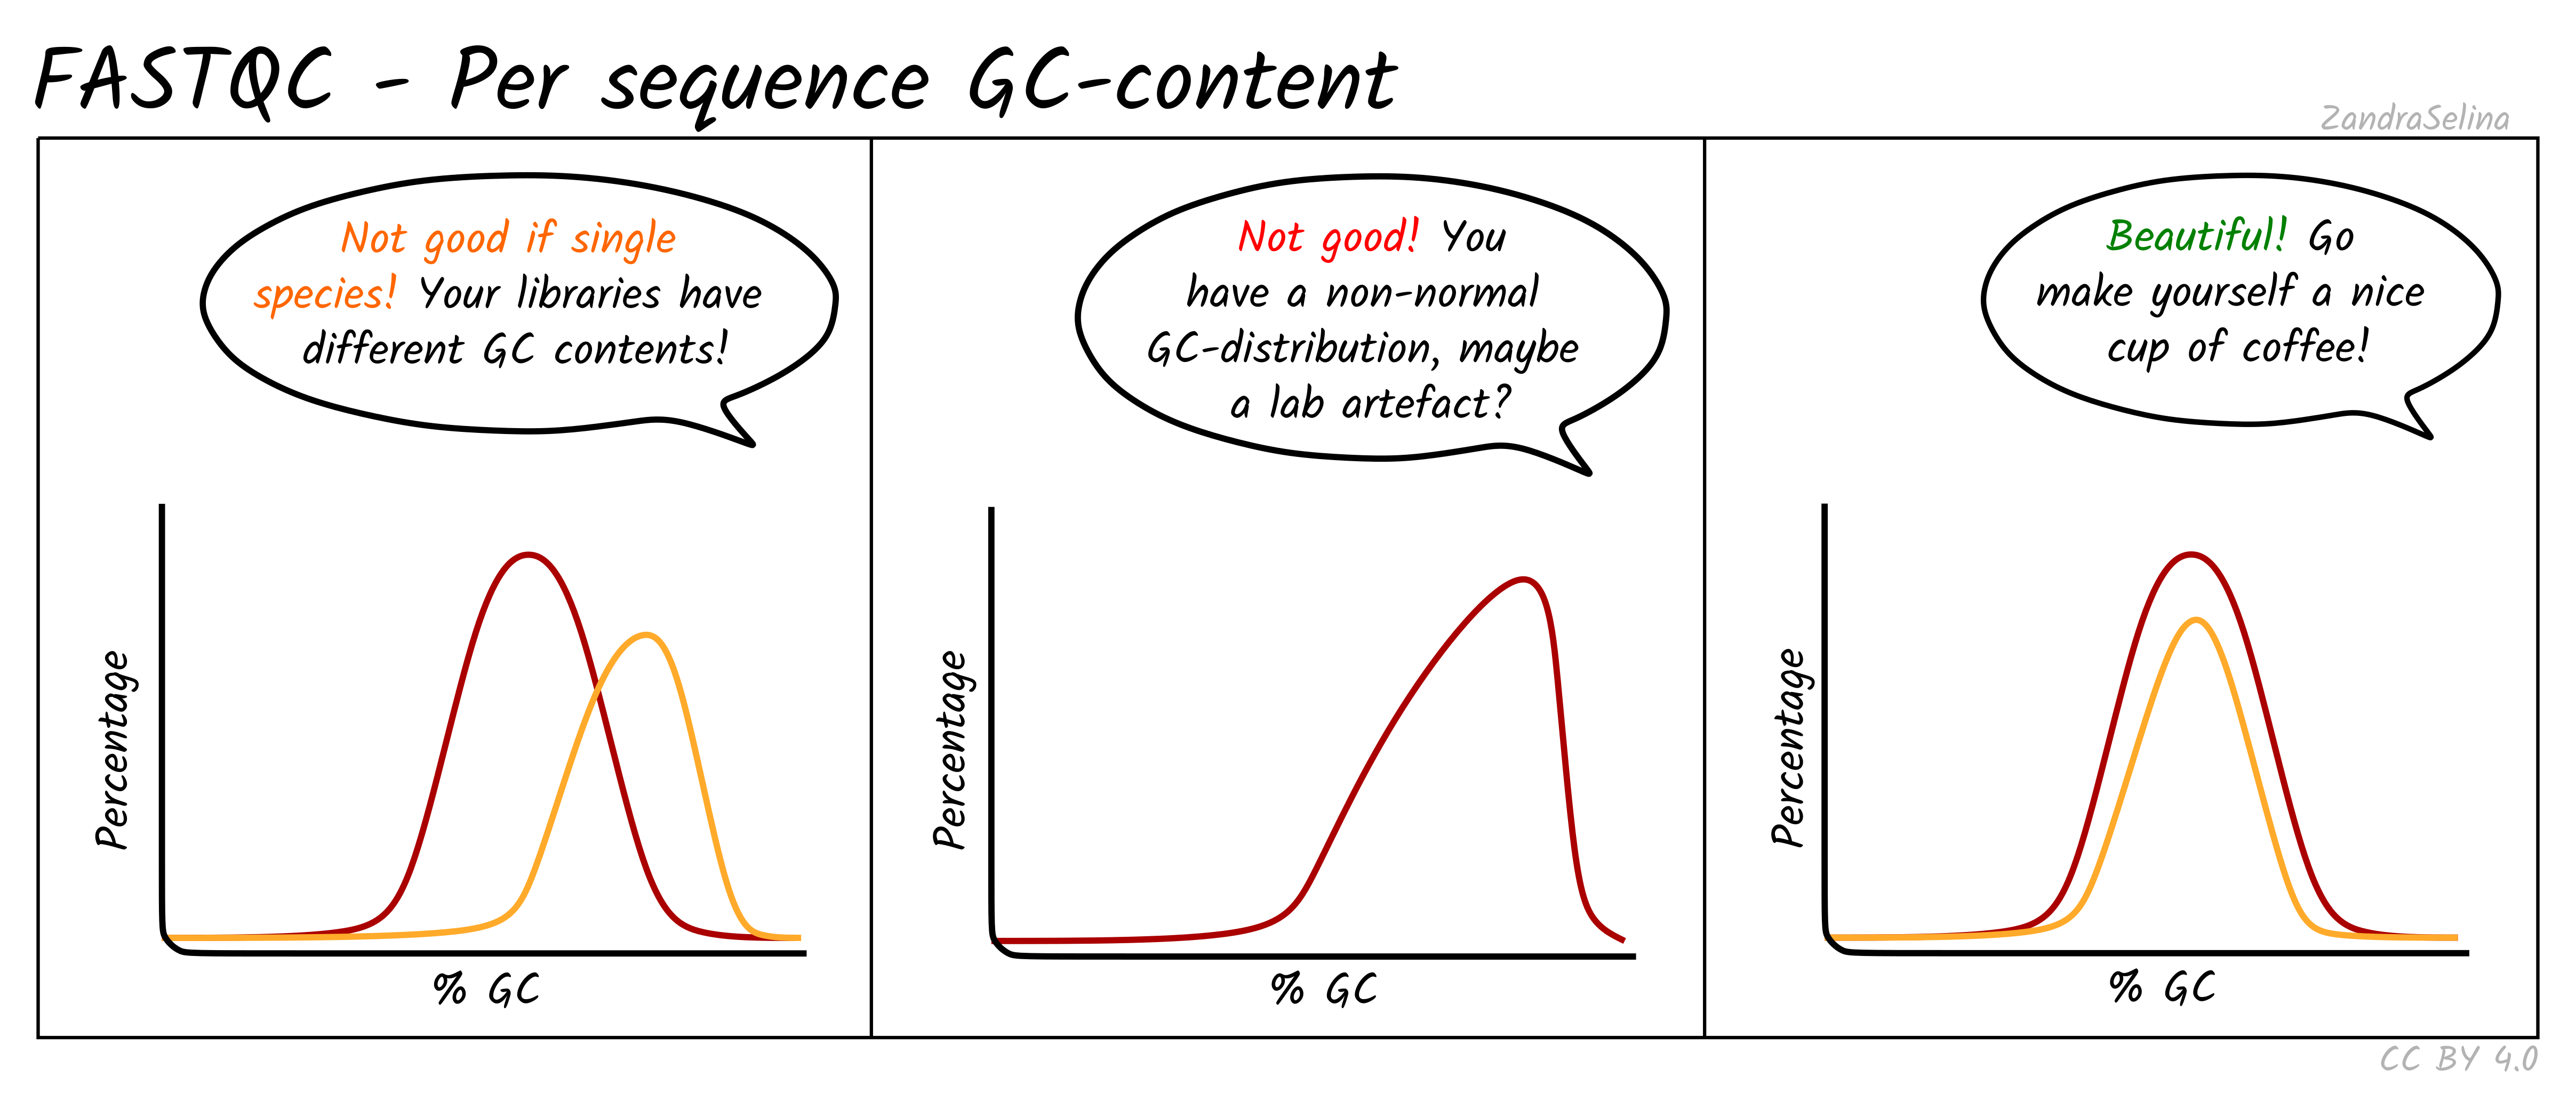 FASTQC - Per sequence GC-content
ZandraSelina
Not good if single
species! Your libraries have
different GC contents!
Percentage
% GC
Not good! You
have a non-normal
GC-distribution, maybe
a lab artefact?
Percentage
% GC
Beautiful! Go
make yourself a nice
cup of coffee!
Percentage
% GC
CC BY 4.0